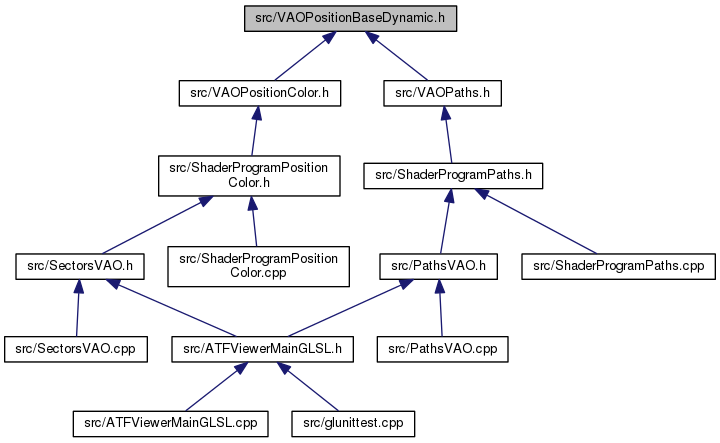 src/VAOPositionBaseDynamic.h
src/VAOPositionColor.h
src/VAOPaths.h
src/ShaderProgramPosition
Color.h
src/ShaderProgramPaths.h
src/SectorsVAO.h
src/ShaderProgramPosition
Color.cpp
src/PathsVAO.h
src/ShaderProgramPaths.cpp
src/SectorsVAO.cpp
src/ATFViewerMainGLSL.h
src/PathsVAO.cpp
src/ATFViewerMainGLSL.cpp
src/glunittest.cpp